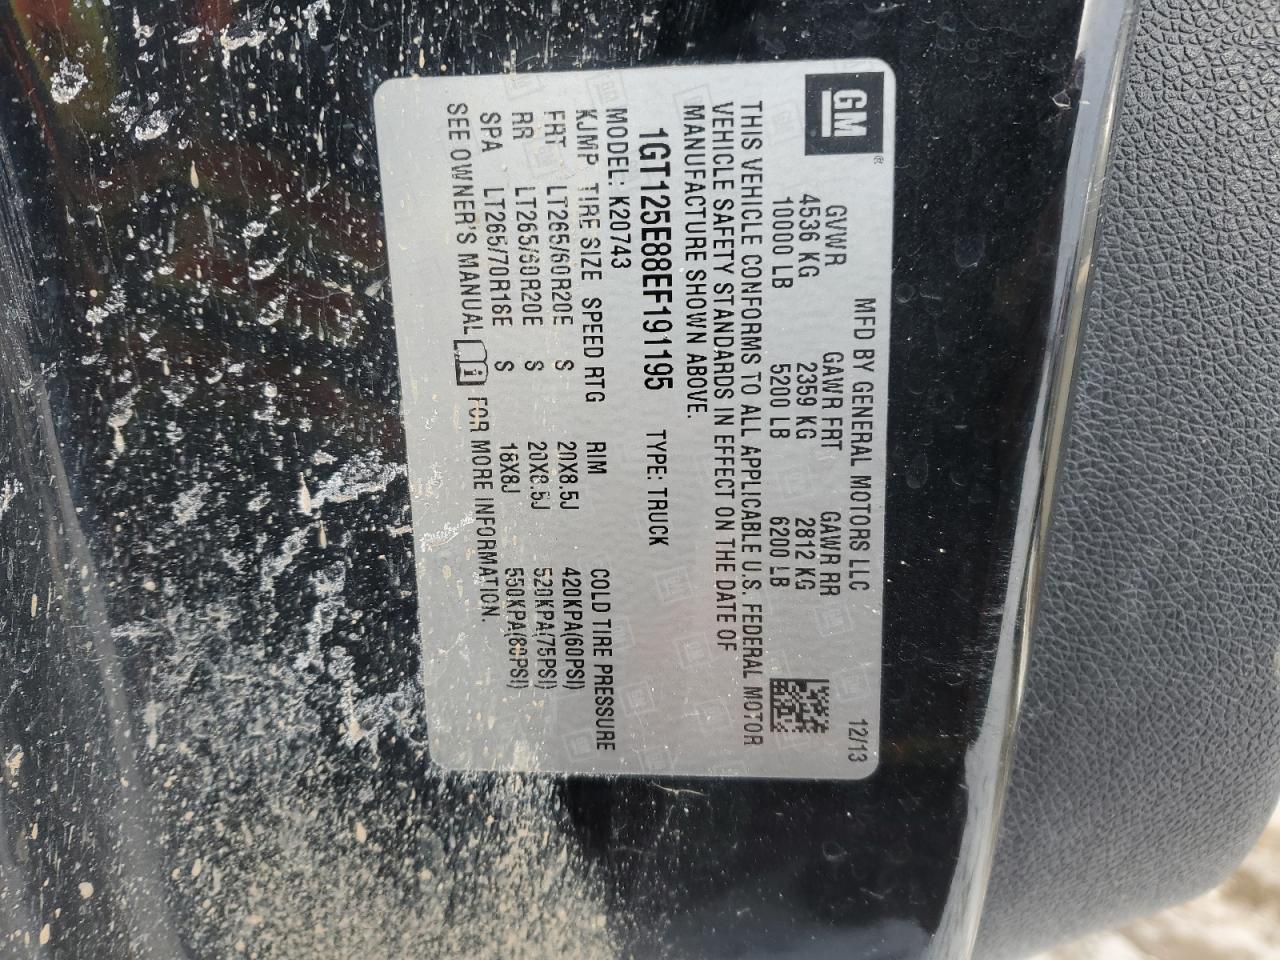 GM®
MFD BY GENERAL MOTORS LLC 12/13
GVWR GAWR FRT GAWR RR
4536 KG 2359 KG 2812 KG
10000 LB 5200 LB 6200 LB
THIS VEHICLE CONFORMS TO ALL APPLICABLE U.S. FEDERAL MOTOR
VEHICLE SAFETY STANDARDS IN EFFECT ON THE DATE OF
MANUFACTURE SHOWN ABOVE.
1GT125E88EF191195 TYPE: TRUCK
MODEL: K20743
KJMP TIRE SIZE SPEED RTG RIM COLD TIRE PRESSURE
FRT LT265/60R20E S 20X8.5J 420KPA(60PSI)
RR LT265/60R20E S 20X8.5J 520KPA(75PSI)
SPA LT265/70R18E S 18X8J 550KPA(80PSI)
SEE OWNER'S MANUAL FOR MORE INFORMATION.